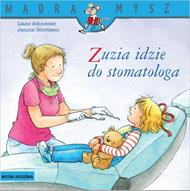 MĄDRA MYSZ
Liane Schneider
Janina Görrissen
Zuzia idzie
do stomatologa
MEDIA RODZINA